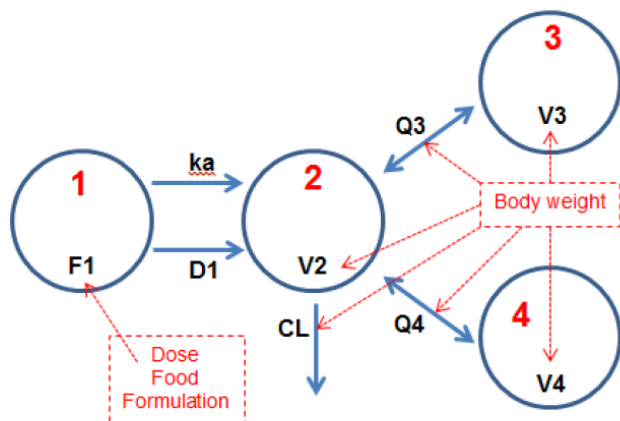 1
ka
F1
D1
2
V2
CL
Q3
3
V3
Body weight
Q4
4
V4
Dose
Food
Formulation